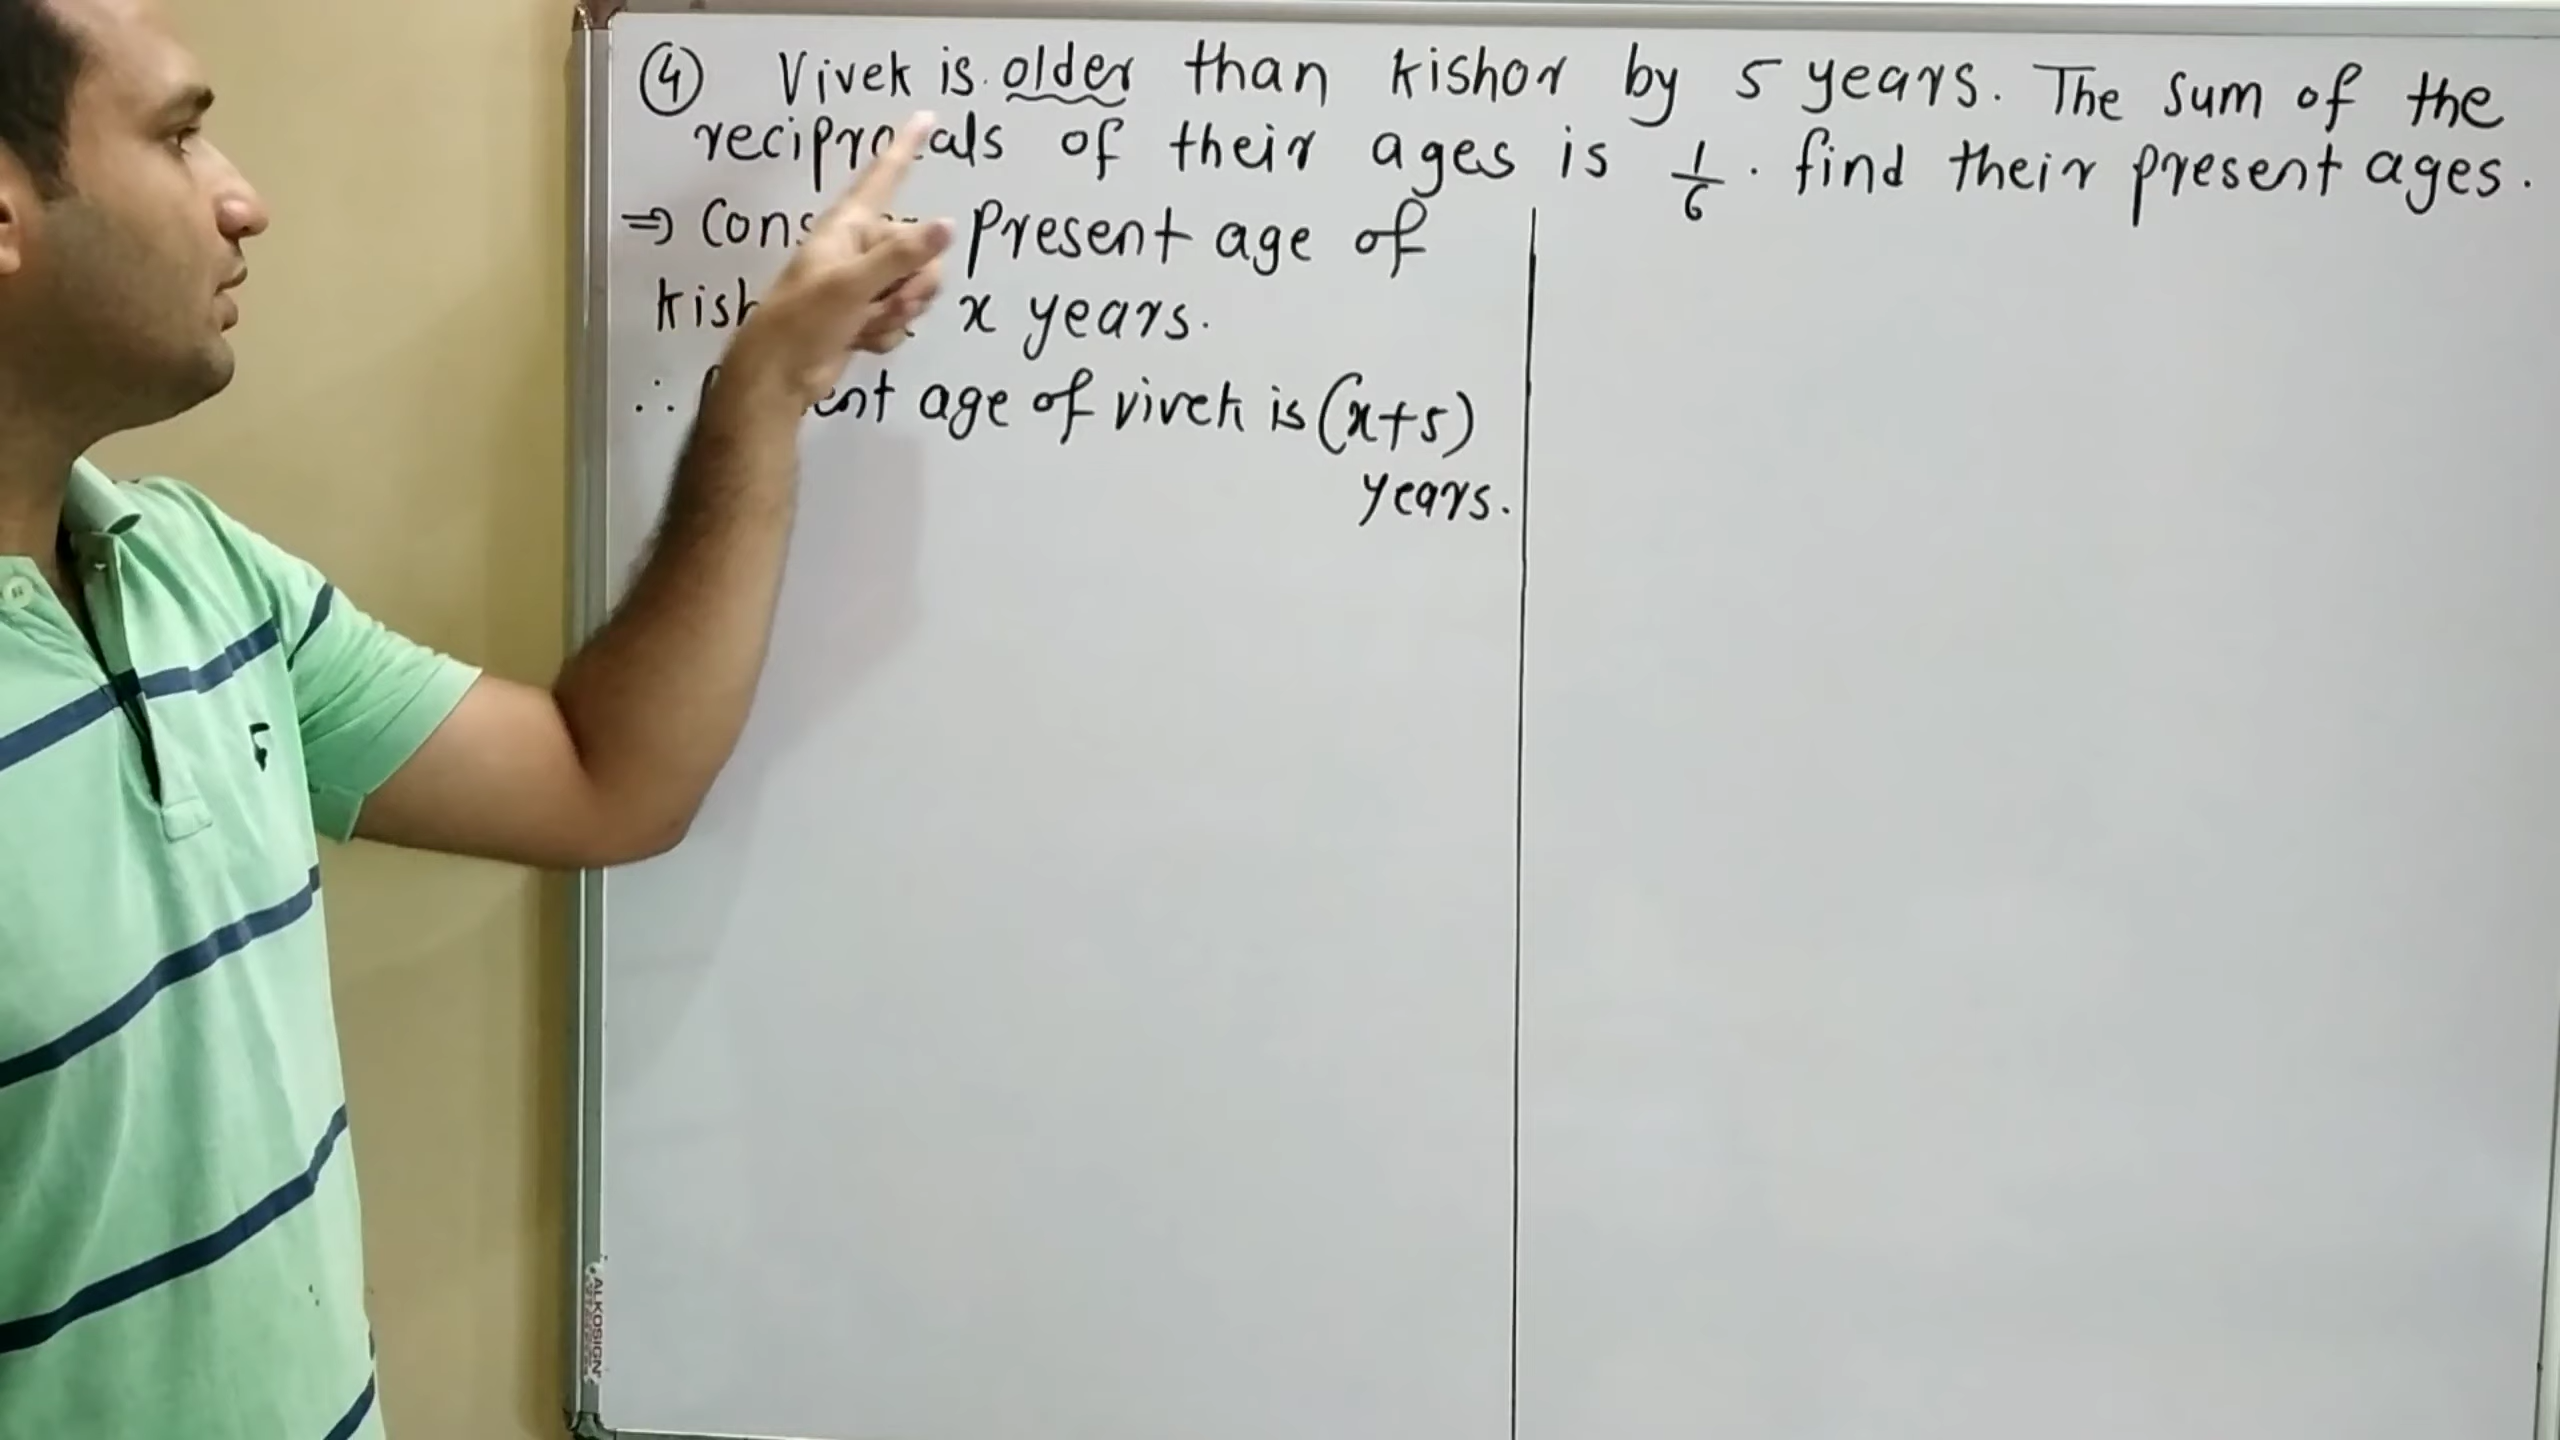 ④ Vivek is older than kishor by 5 years. The sum of the
reciprocals of their ages is 1/6. find their present ages.
⇒ Cons present age of
kish x years.
∴ ent age of vivek is (x+5)
years.
ALKOSIGN